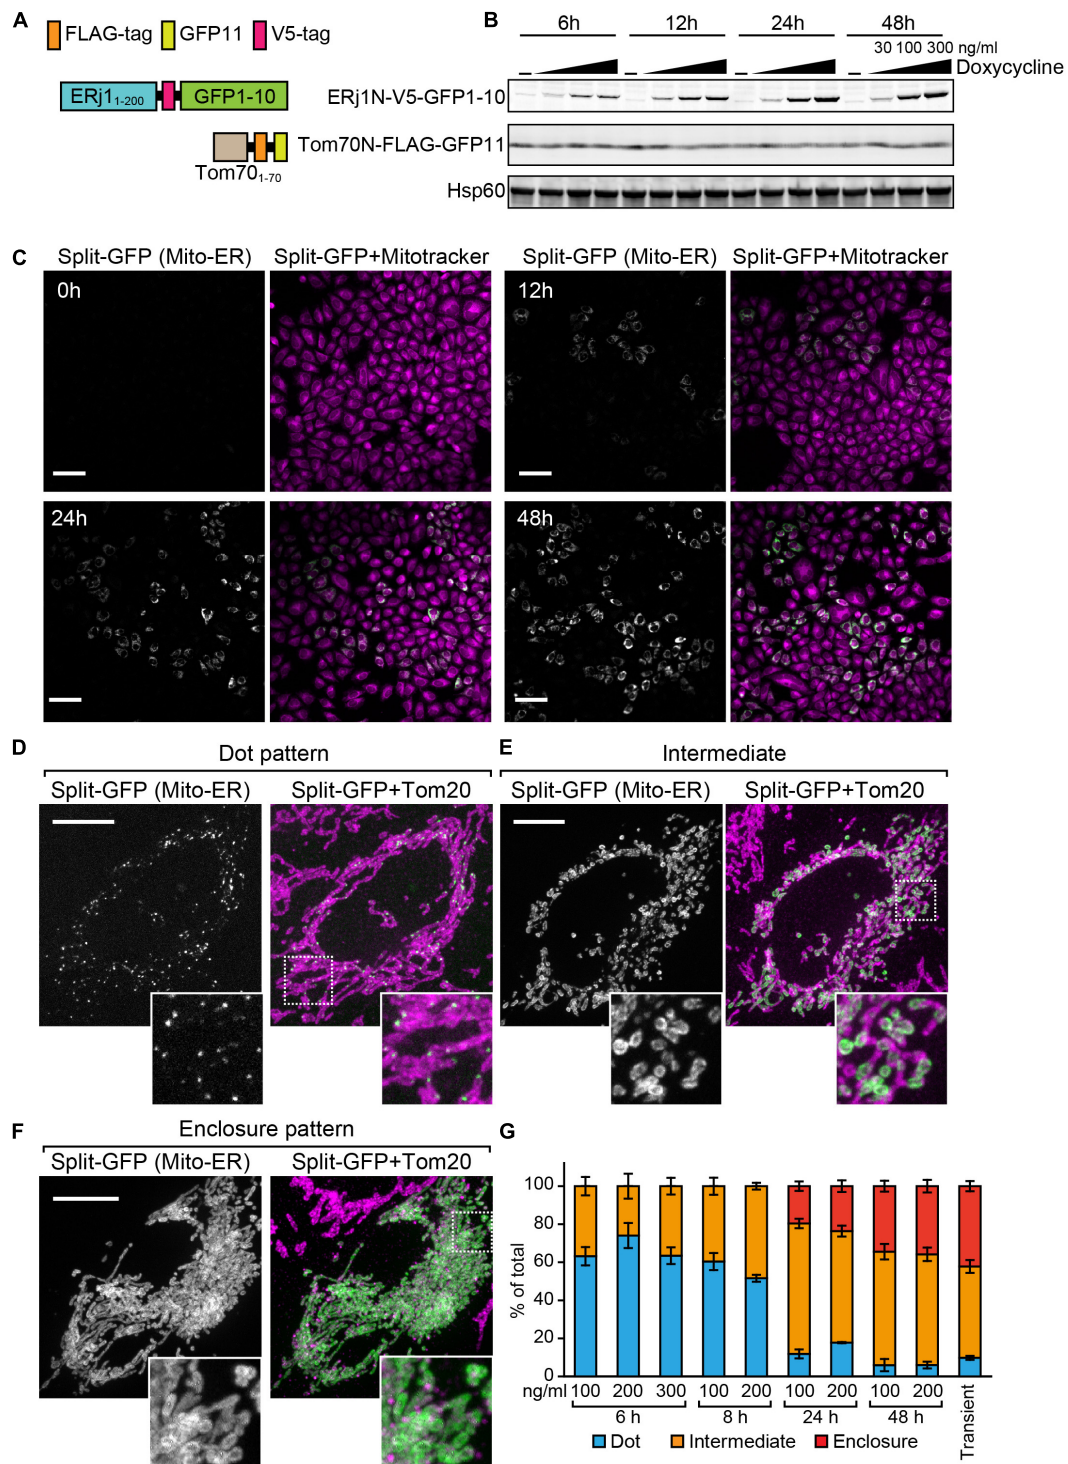 A
FLAG-tag GFP11 V5-tag
ERj1₁₋₂₀₀ GFP1-10
Tom70₁₋₇₀
B
6h 12h 24h 48h
30 100 300 ng/ml
Doxycycline
ERj1N-V5-GFP1-10
Tom70N-FLAG-GFP11
Hsp60
C
Split-GFP (Mito-ER) Split-GFP+Mitotracker Split-GFP (Mito-ER) Split-GFP+Mitotracker
0h 12h
24h 48h
D
Dot pattern
Split-GFP (Mito-ER) Split-GFP+Tom20
E
Intermediate
Split-GFP (Mito-ER) Split-GFP+Tom20
F
Enclosure pattern
Split-GFP (Mito-ER) Split-GFP+Tom20
G
% of total
100
80
60
40
20
0
ng/ml 100 200 300 100 200 100 200 100 200 Transient
6 h 8 h 24 h 48 h
Dot Intermediate Enclosure